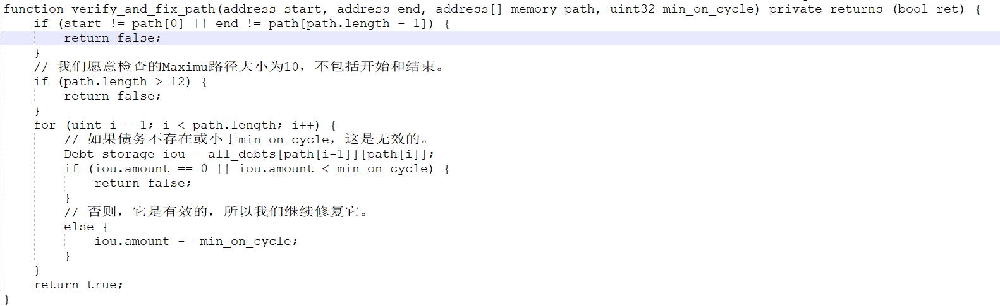 function verify_and_fix_path(address start, address end, address[] memory path, uint32 min_on_cycle) private returns (bool ret) {
    if (start != path[0] || end != path[path.length - 1]) {
        return false;
    }
    // 我们愿意检查的Maximu路径大小为10，不包括开始和结束。
    if (path.length > 12) {
        return false;
    }
    for (uint i = 1; i < path.length; i++) {
        // 如果债务不存在或小于min_on_cycle，这是无效的。
        Debt storage iou = all_debts[path[i-1]][path[i]];
        if (iou.amount == 0 || iou.amount < min_on_cycle) {
            return false;
        }
        // 否则，它是有效的，所以我们继续修复它。
        else {
            iou.amount -= min_on_cycle;
        }
    }
    return true;
}